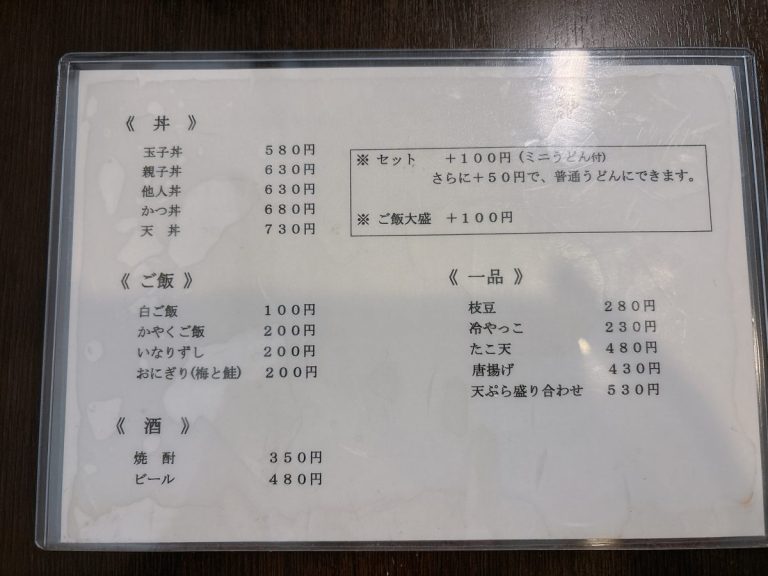 《 丼 》
玉子丼 580円
親子丼 630円
他人丼 630円
かつ丼 680円
天 丼 730円
※ セット +100円 (ミニうどん付)
さらに+50円で、普通うどんにできます。
※ ご飯大盛 +100円
《 ご飯 》
白ご飯 100円
かやくご飯 200円
いなりずし 200円
おにぎり(梅と鮭) 200円
《 一品 》
枝豆 280円
冷やっこ 230円
たこ天 480円
唐揚げ 430円
天ぷら盛り合わせ 530円
《 酒 》
焼 酎 350円
ビール 480円